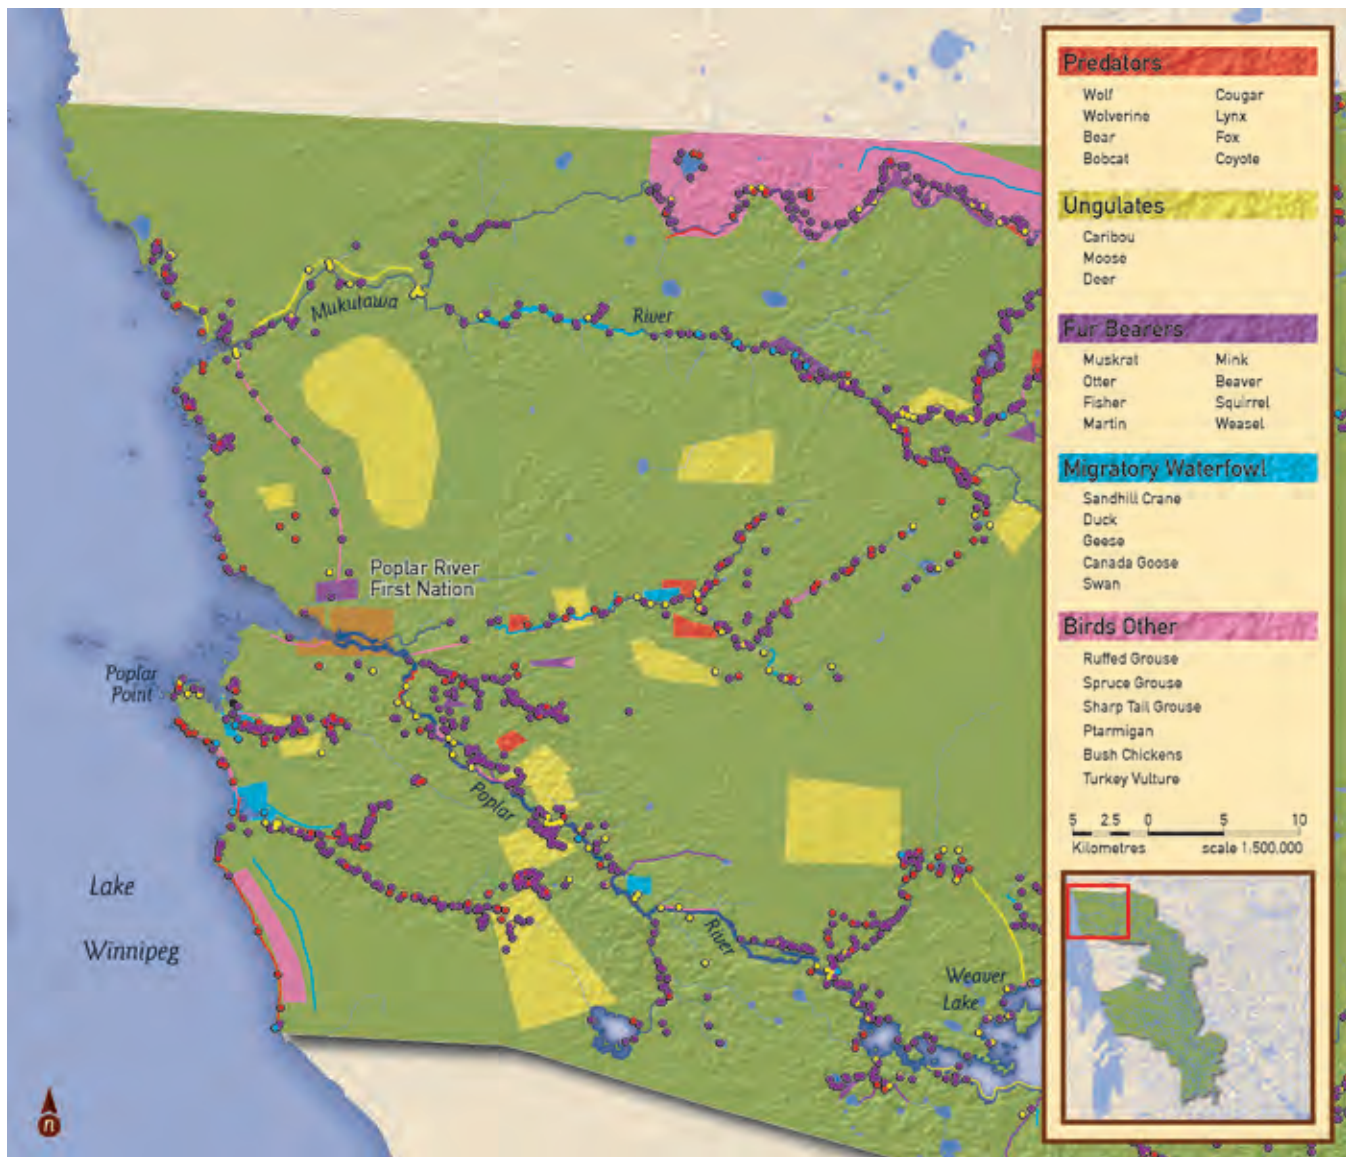 Mukutawa
River
Poplar River
First Nation
Poplar
Point
Poplar
River
Lake
Winnipeg
Weaver
Lake
n
Predators
Wolf Cougar
Wolverine Lynx
Bear Fox
Bobcat Coyote
Ungulates
Caribou
Moose
Deer
Fur Bearers
Muskrat Mink
Otter Beaver
Fisher Squirrel
Martin Weasel
Migratory Waterfowl
Sandhill Crane
Duck
Geese
Canada Goose
Swan
Birds Other
Ruffed Grouse
Spruce Grouse
Sharp Tail Grouse
Ptarmigan
Bush Chickens
Turkey Vulture
5 2.5 0 5 10
Kilometres scale 1:500,000